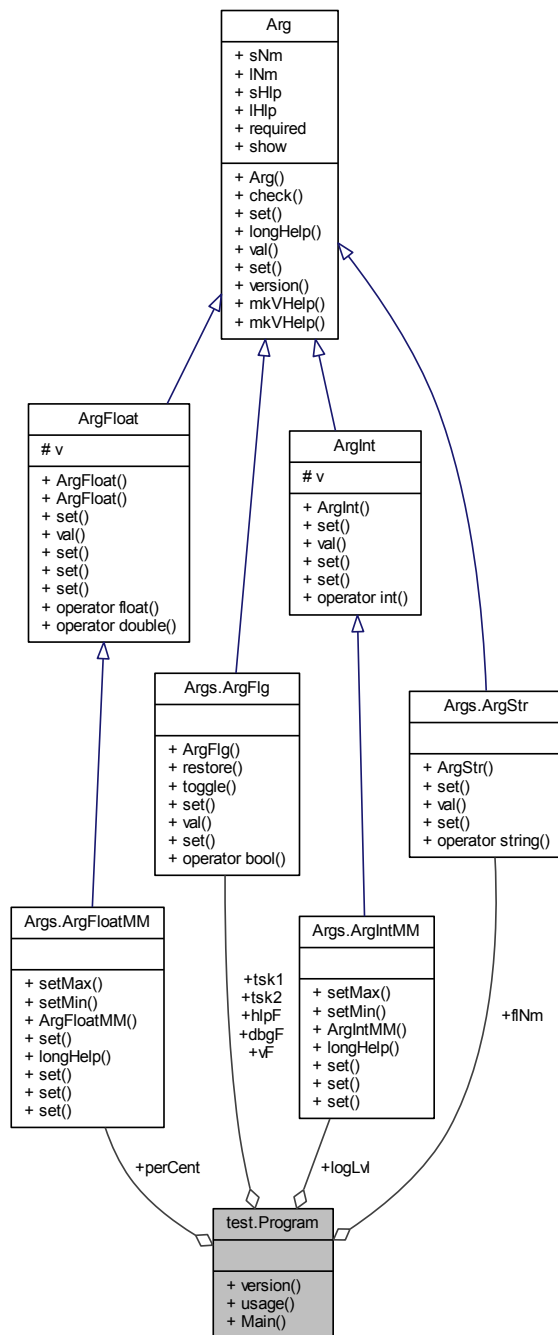 Arg
+ sNm
+ lNm
+ sHlp
+ lHlp
+ required
+ show
+ Arg()
+ check()
+ set()
+ longHelp()
+ val()
+ set()
+ version()
+ mkVHelp()
+ mkVHelp()
ArgFloat
# v
+ ArgFloat()
+ ArgFloat()
+ set()
+ val()
+ set()
+ set()
+ set()
+ operator float()
+ operator double()
ArgInt
# v
+ ArgInt()
+ set()
+ val()
+ set()
+ set()
+ operator int()
Args.ArgFlg
+ ArgFlg()
+ restore()
+ toggle()
+ set()
+ val()
+ set()
+ operator bool()
Args.ArgStr
+ ArgStr()
+ set()
+ val()
+ set()
+ operator string()
Args.ArgFloatMM
+ setMax()
+ setMin()
+ ArgFloatMM()
+ set()
+ longHelp()
+ set()
+ set()
+ set()
Args.ArgIntMM
+ setMax()
+ setMin()
+ ArgIntMM()
+ longHelp()
+ set()
+ set()
+ set()
+tsk1
+tsk2
+hlpF
+dbgF
+vF
+flNm
+perCent
+logLvl
test.Program
+ version()
+ usage()
+ Main()